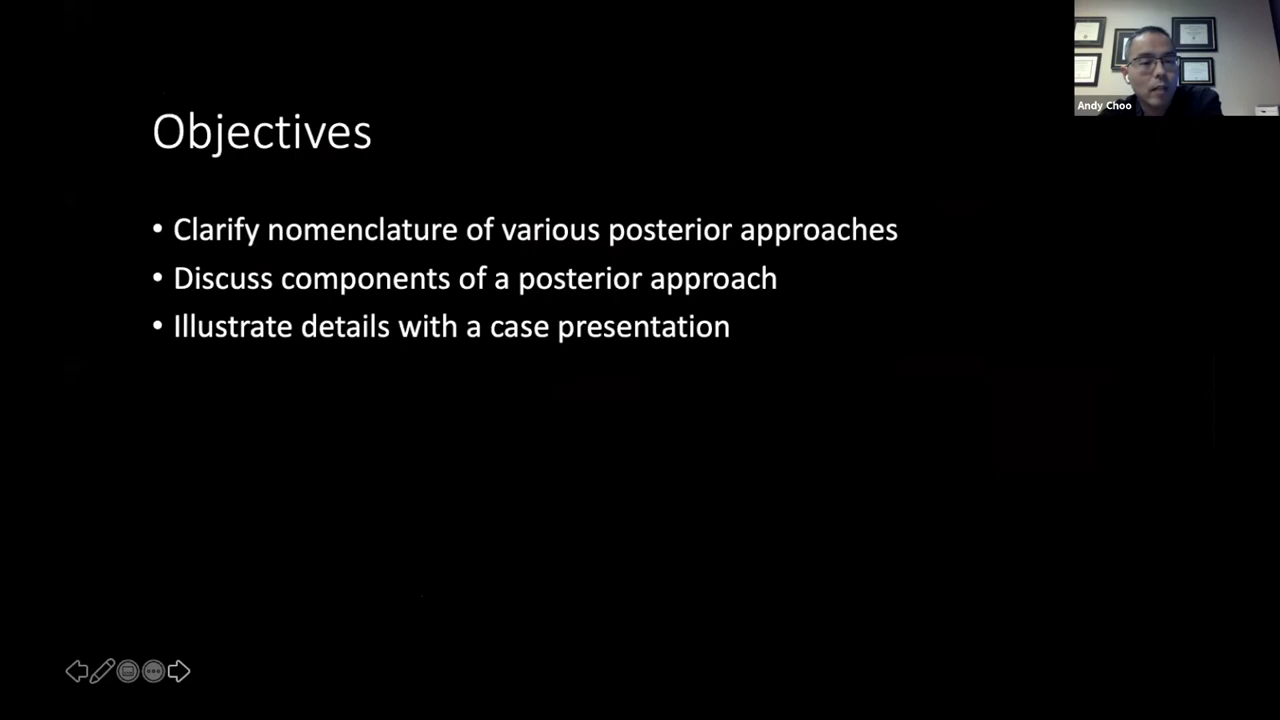 Andy Choo
Objectives
• Clarify nomenclature of various posterior approaches
• Discuss components of a posterior approach
• Illustrate details with a case presentation